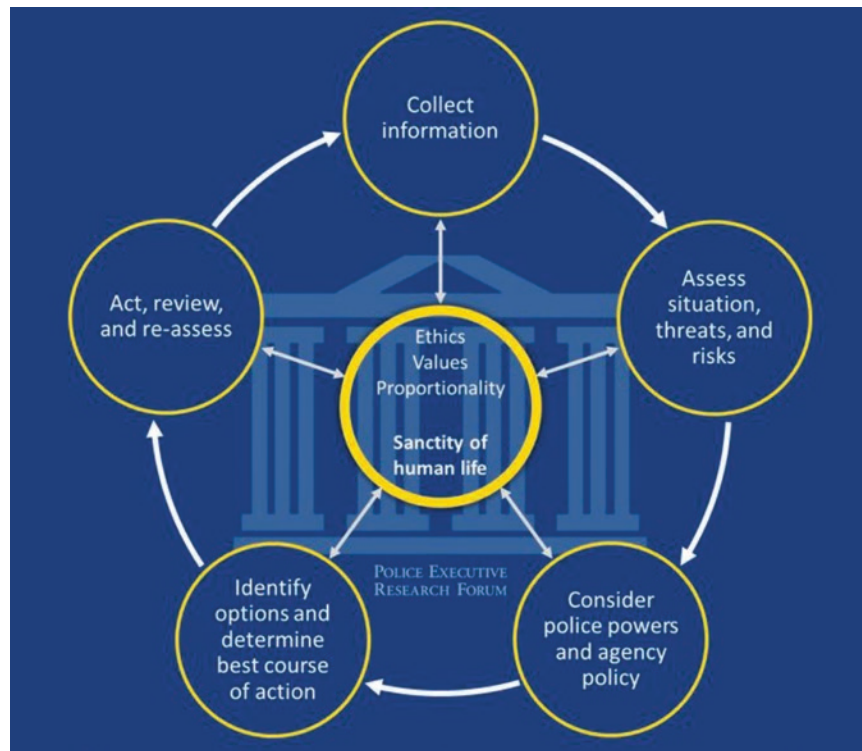 Collect
information
Assess
situation,
threats, and
risks
Consider
police powers
and agency
policy
Identify
options and
determine
best course
of action
Act, review,
and re-assess
Ethics
Values
Proportionality
Sanctity of
human life
POLICE EXECUTIVE
RESEARCH FORUM